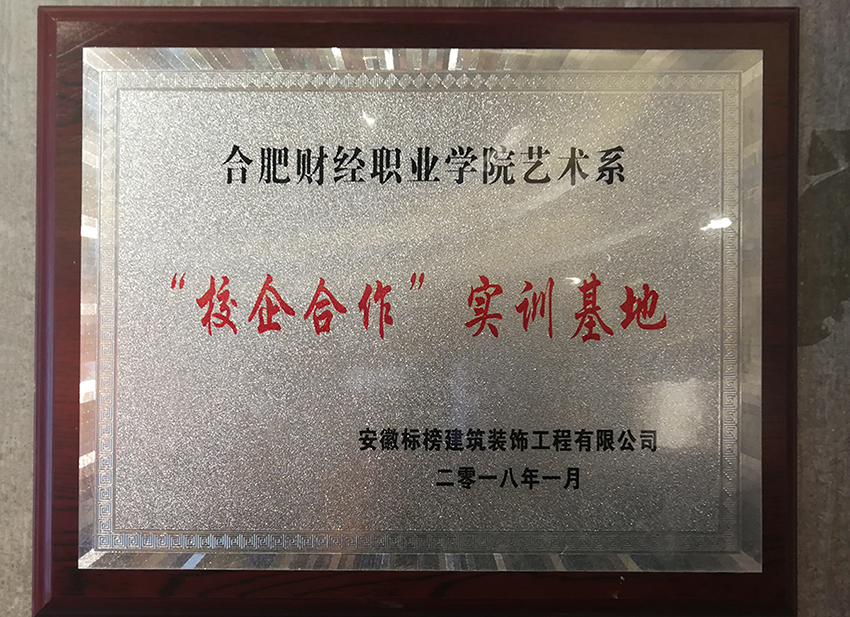 合肥财经职业学院艺术系
“校企合作”实训基地
安徽标榜建筑装饰工程有限公司
二零一八年一月